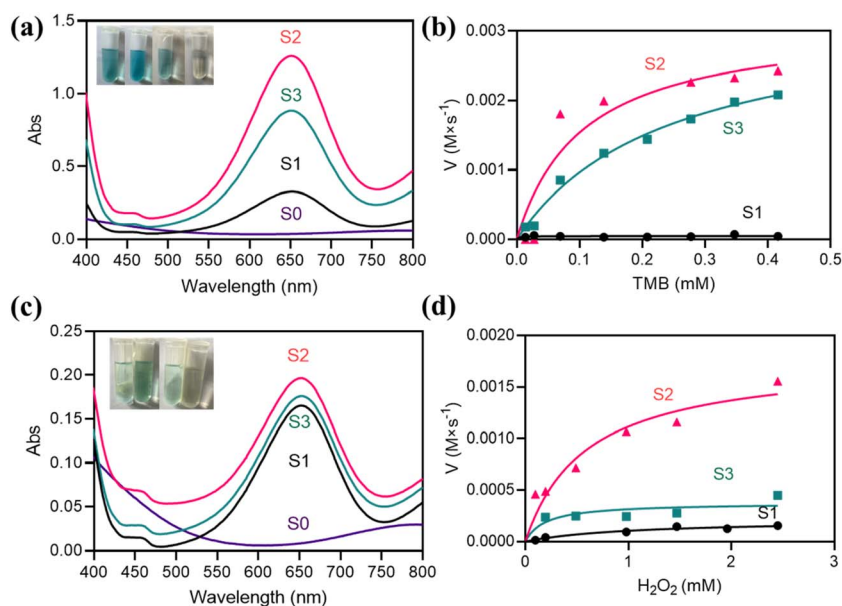 (a)
1.5
1.0
0.5
0.0
Abs
S2
S3
S1
S0
400 450 500 550 600 650 700 750 800
Wavelength (nm)
(b)
0.003
0.002
0.001
0.000
V (M×s⁻¹)
S2
S3
S1
0.0 0.1 0.2 0.3 0.4 0.5
TMB (mM)
(c)
0.25
0.20
0.15
0.10
0.05
0.00
Abs
S2
S3
S1
S0
400 450 500 550 600 650 700 750 800
Wavelength (nm)
(d)
0.0020
0.0015
0.0010
0.0005
0.0000
V (M×s⁻¹)
S2
S3
S1
0 1 2 3
H₂O₂ (mM)